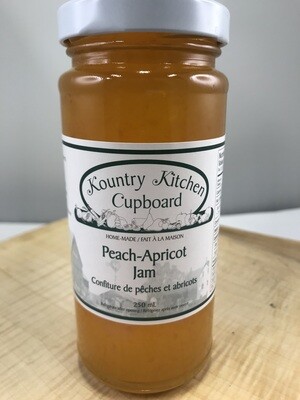 Kountry Kitchen
Cupboard
HOME-MADE / FAIT À LA MAISON
Peach-Apricot
Jam
Confiture de pêches et abricots
250 ml